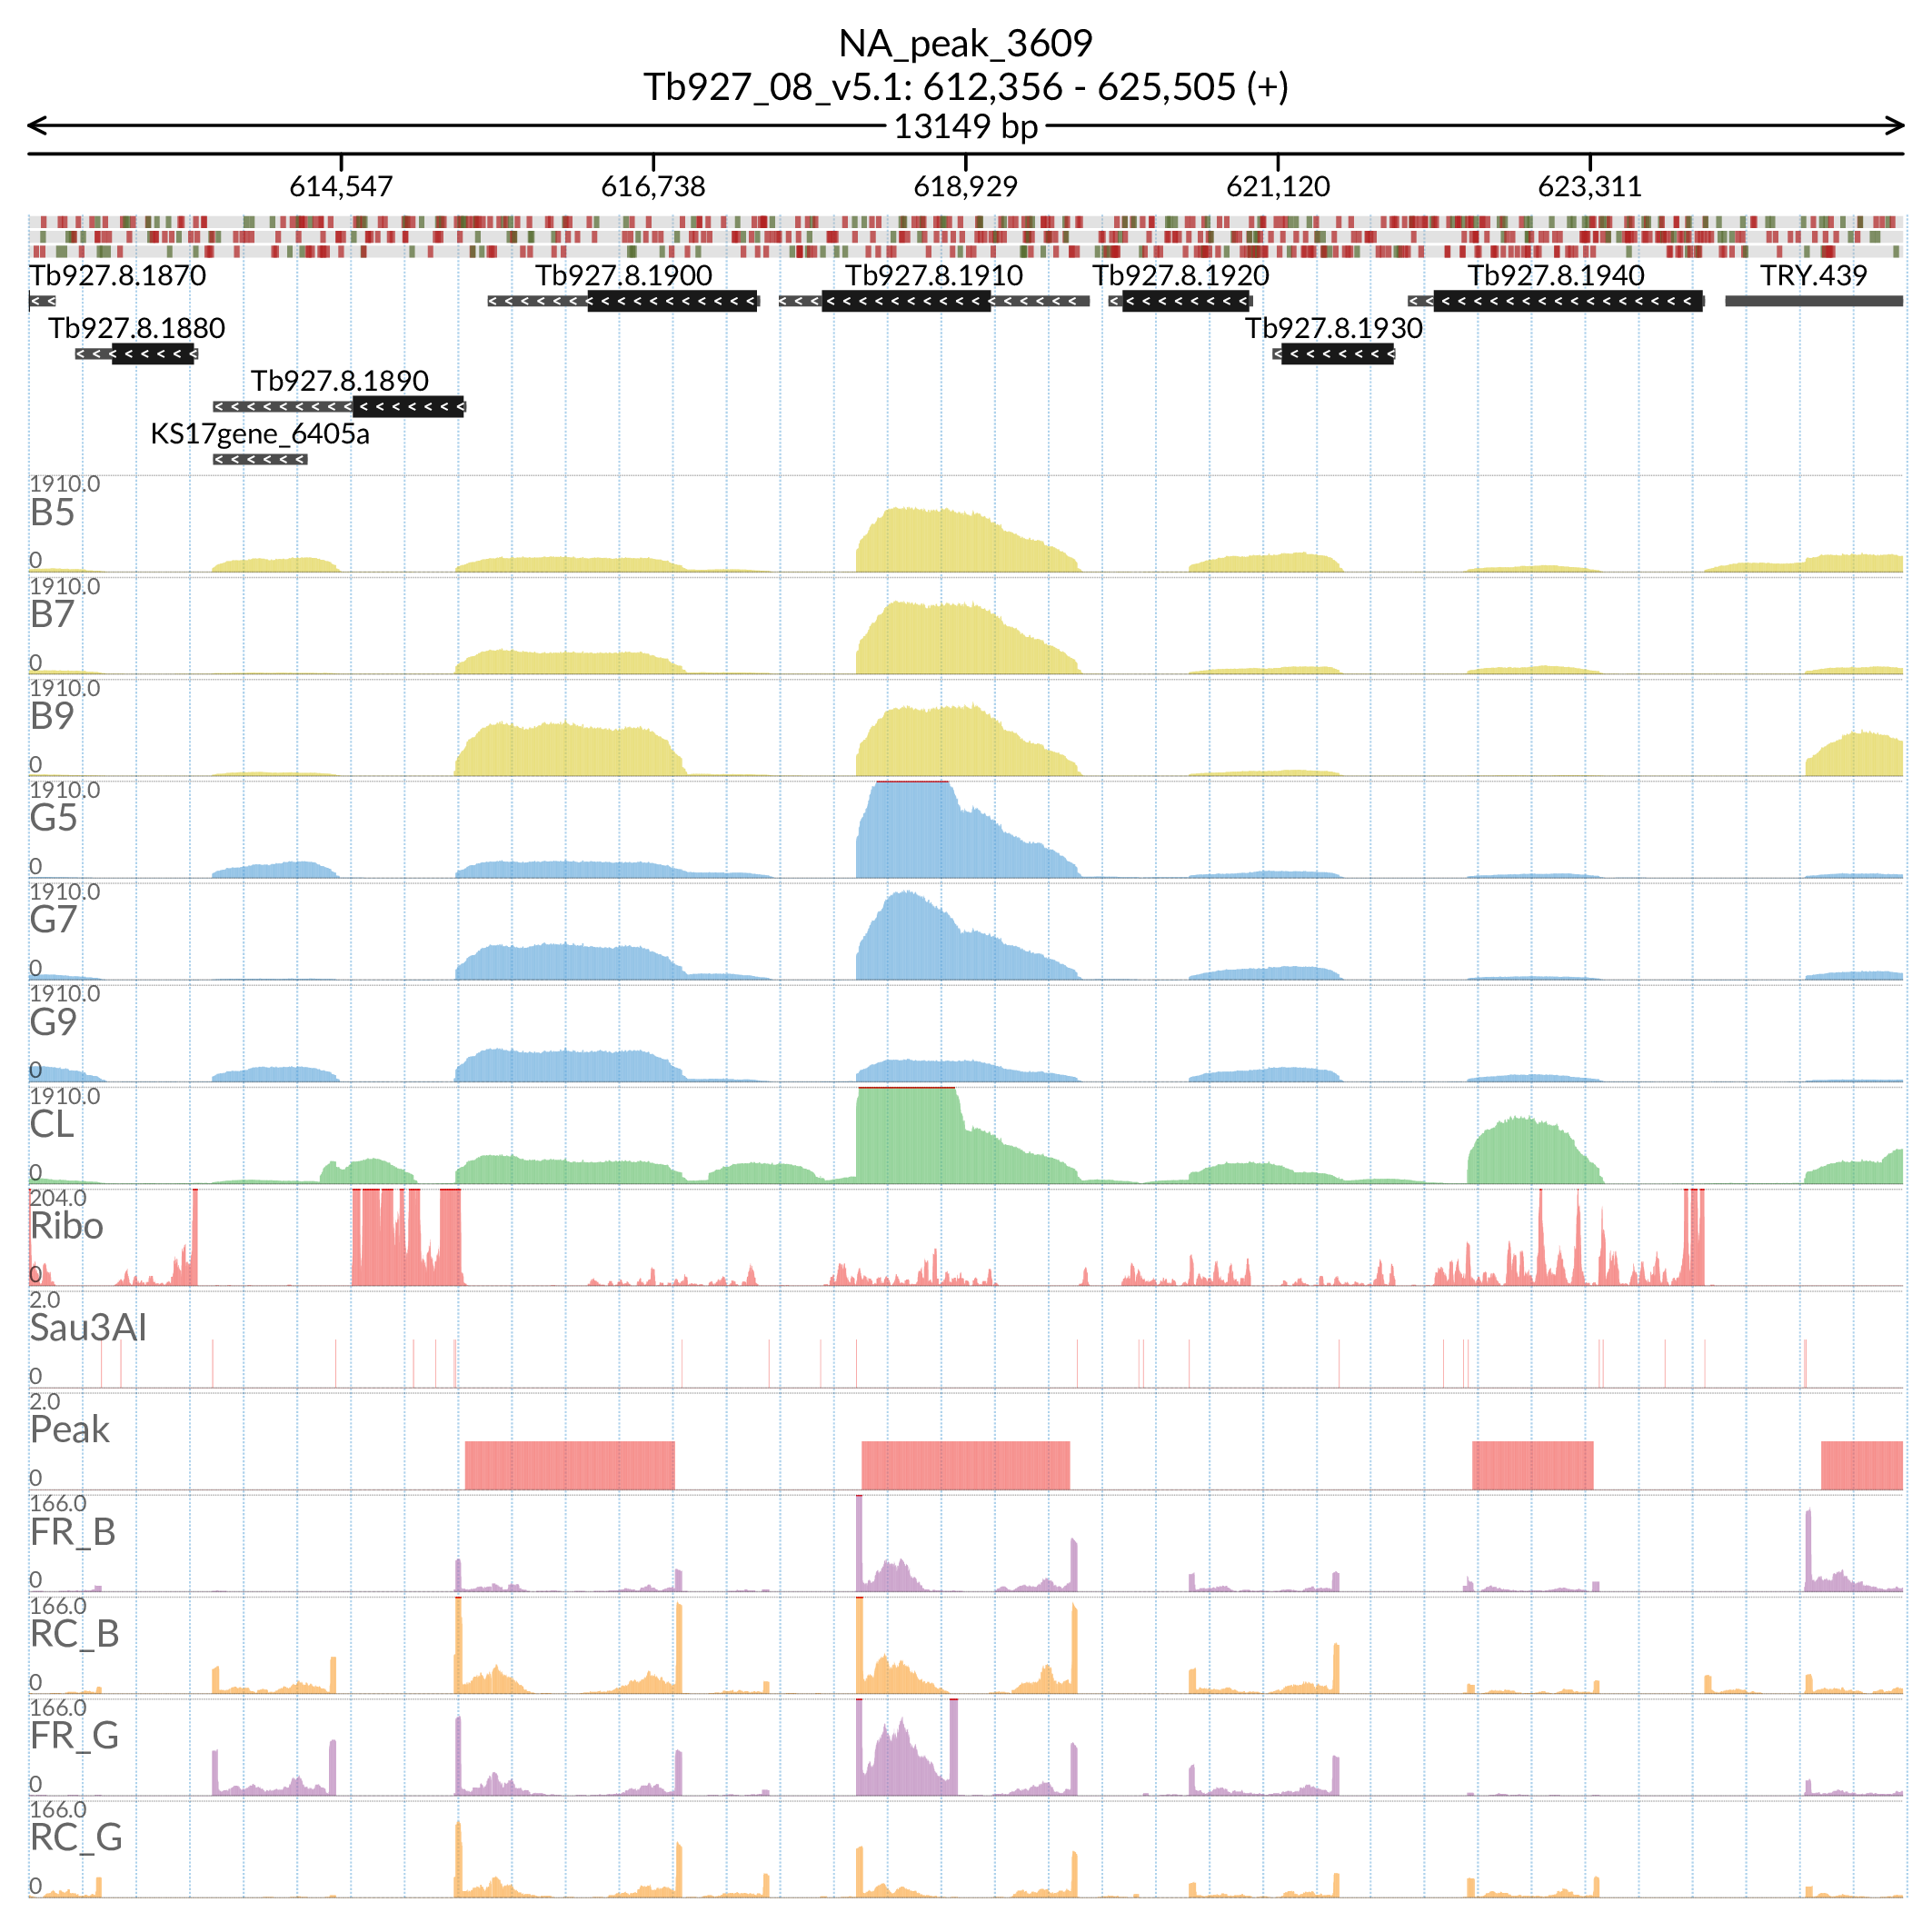 NA_peak_3609
Tb927_08_v5.1: 612,356 - 625,505 (+)
13149 bp
614,547 616,738 618,929 621,120 623,311
Tb927.8.1870 Tb927.8.1900 Tb927.8.1910 Tb927.8.1920 Tb927.8.1940 TRY.439
Tb927.8.1880 Tb927.8.1930
Tb927.8.1890
KS17gene_6405a
1910.0
B5
0
1910.0
B7
0
1910.0
B9
0
1910.0
G5
0
1910.0
G7
0
1910.0
G9
0
1910.0
CL
0
204.0
Ribo
0
2.0
Sau3AI
0
2.0
Peak
0
166.0
FR_B
0
166.0
RC_B
0
166.0
FR_G
0
166.0
RC_G
0